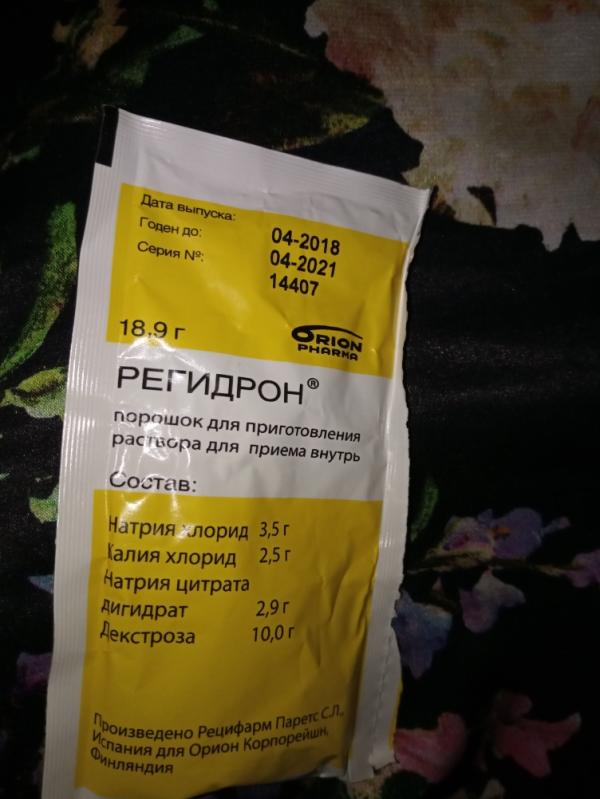 Дата выпуска: 04-2018
Годен до: 04-2021
Серия №: 14407
18,9 г
ORION
PHARMA
РЕГИДРОН®
порошок для приготовления
раствора для приема внутрь
Состав:
Натрия хлорид 3,5 г
Калия хлорид 2,5 г
Натрия цитрата
дигидрат 2,9 г
Декстроза 10,0 г
Произведено Рецифарм Паретс С.Л.,
Испания для Орион Корпорейшн,
Финляндия